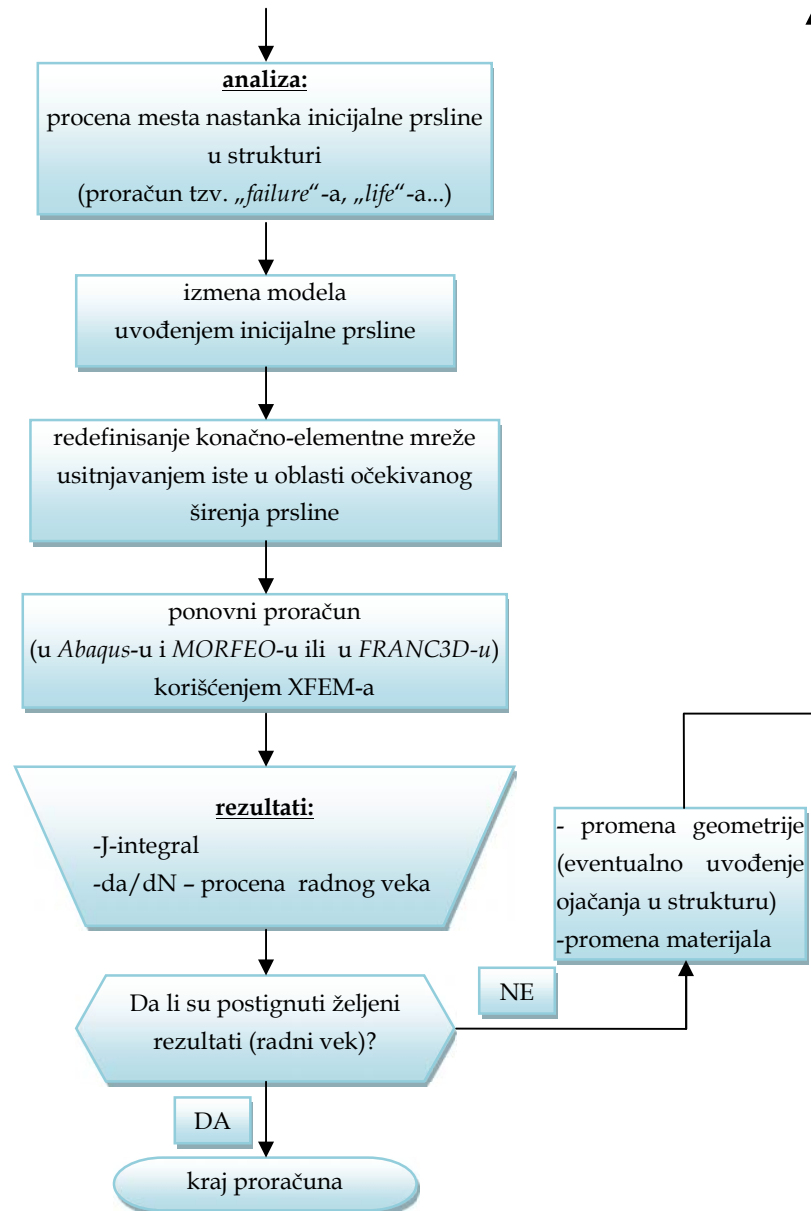 analiza:
procena mesta nastanka inicijalne prsline
u strukturi
(proračun tzv. „failure“-a, „life“-a...)
izmena modela
uvođenjem inicijalne prsline
redefinisanje konačno-elementne mreže
usitnjavanjem iste u oblasti očekivanog
širenja prsline
ponovni proračun
(u Abaqus-u i MORFEO-u ili u FRANC3D-u)
korišćenjem XFEM-a
rezultati:
-J-integral
-da/dN – procena radnog veka
- promena geometrije
(eventualno uvođenje
ojačanja u strukturu)
-promena materijala
Da li su postignuti željeni
rezultati (radni vek)?
NE
DA
kraj proračuna